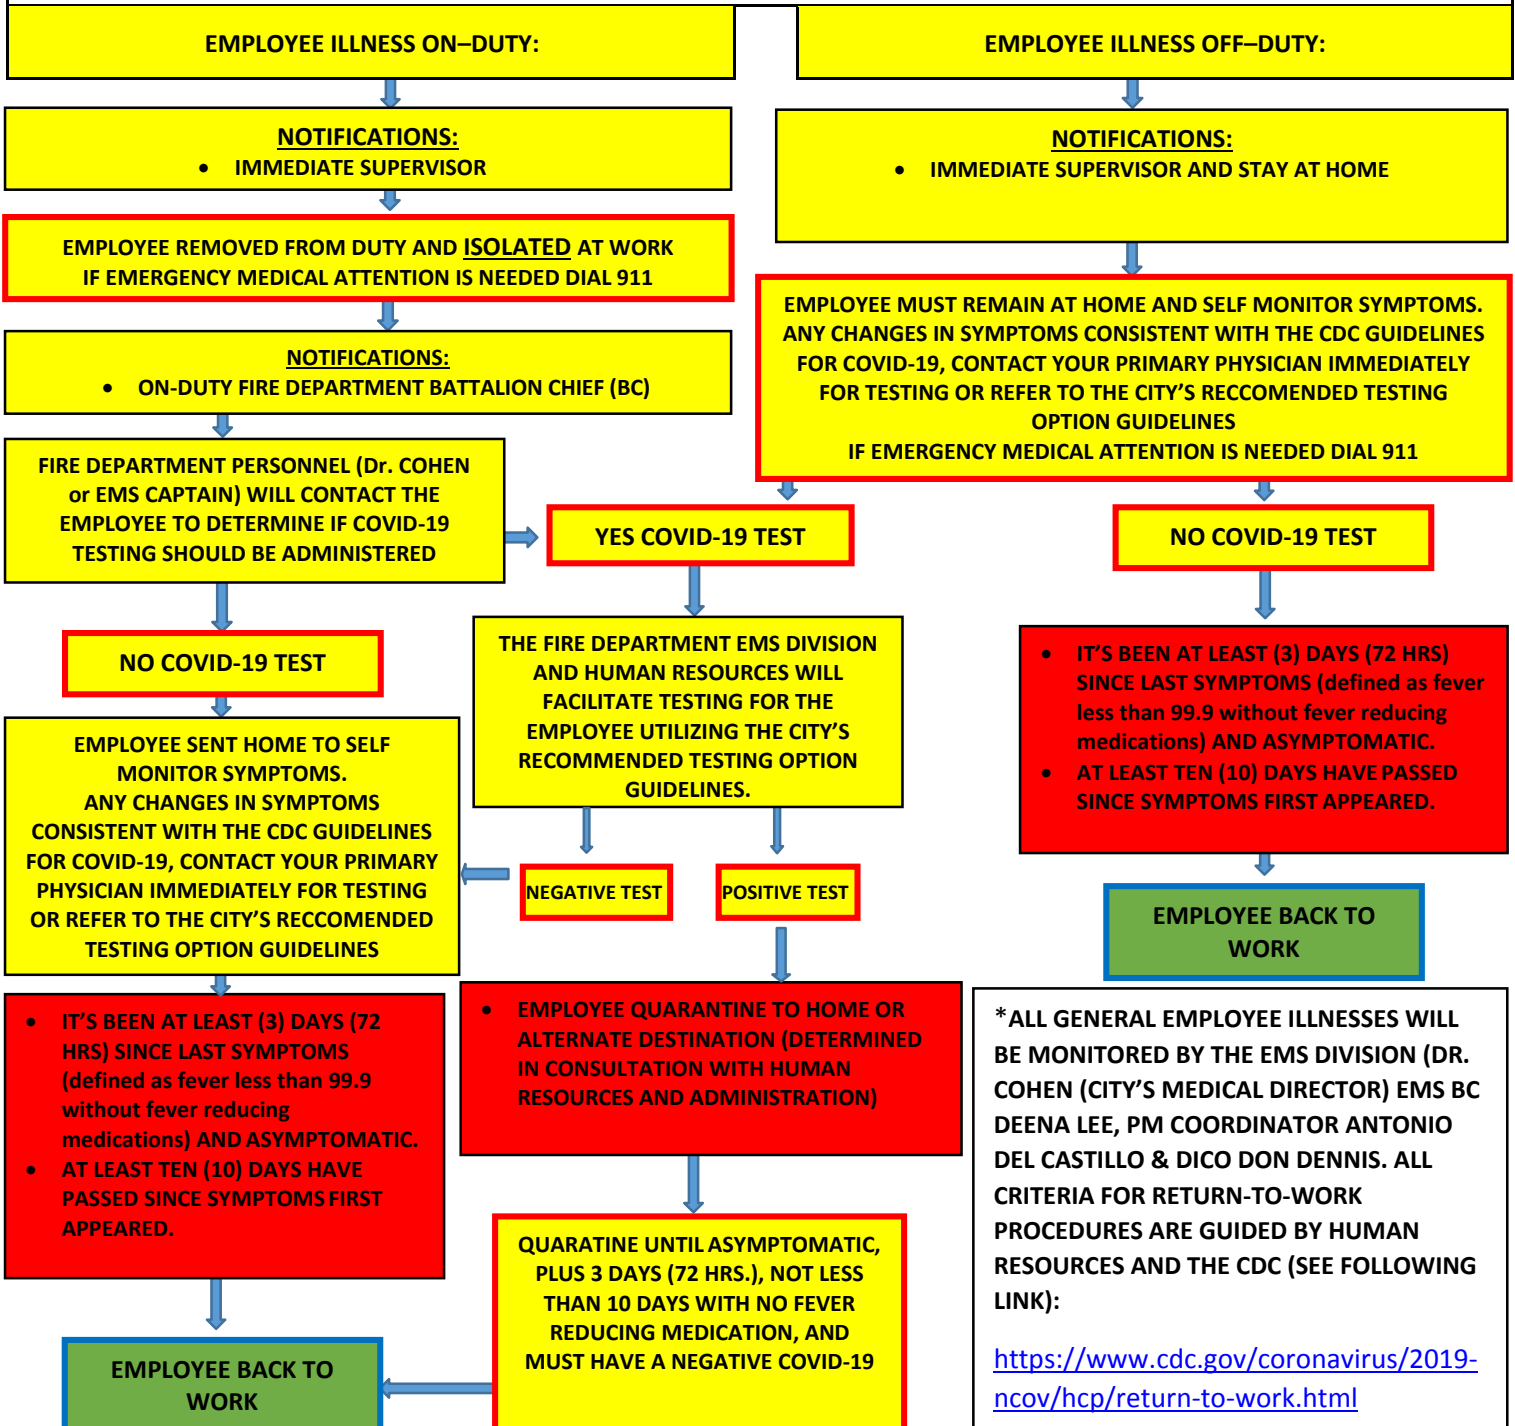 EMPLOYEE ILLNESS ON–DUTY:
EMPLOYEE ILLNESS OFF–DUTY:
NOTIFICATIONS:
• IMMEDIATE SUPERVISOR
NOTIFICATIONS:
• IMMEDIATE SUPERVISOR AND STAY AT HOME
EMPLOYEE REMOVED FROM DUTY AND ISOLATED AT WORK
IF EMERGENCY MEDICAL ATTENTION IS NEEDED DIAL 911
EMPLOYEE MUST REMAIN AT HOME AND SELF MONITOR SYMPTOMS.
ANY CHANGES IN SYMPTOMS CONSISTENT WITH THE CDC GUIDELINES
FOR COVID-19, CONTACT YOUR PRIMARY PHYSICIAN IMMEDIATELY
FOR TESTING OR REFER TO THE CITY'S RECCOMENDED TESTING
OPTION GUIDELINES
IF EMERGENCY MEDICAL ATTENTION IS NEEDED DIAL 911
NOTIFICATIONS:
• ON-DUTY FIRE DEPARTMENT BATTALION CHIEF (BC)
FIRE DEPARTMENT PERSONNEL (Dr. COHEN
or EMS CAPTAIN) WILL CONTACT THE
EMPLOYEE TO DETERMINE IF COVID-19
TESTING SHOULD BE ADMINISTERED
YES COVID-19 TEST
NO COVID-19 TEST
NO COVID-19 TEST
THE FIRE DEPARTMENT EMS DIVISION
AND HUMAN RESOURCES WILL
FACILITATE TESTING FOR THE
EMPLOYEE UTILIZING THE CITY'S
RECOMMENDED TESTING OPTION
GUIDELINES.
• IT'S BEEN AT LEAST (3) DAYS (72 HRS)
SINCE LAST SYMPTOMS (defined as fever
less than 99.9 without fever reducing
medications) AND ASYMPTOMATIC.
• AT LEAST TEN (10) DAYS HAVE PASSED
SINCE SYMPTOMS FIRST APPEARED.
EMPLOYEE SENT HOME TO SELF
MONITOR SYMPTOMS.
ANY CHANGES IN SYMPTOMS
CONSISTENT WITH THE CDC GUIDELINES
FOR COVID-19, CONTACT YOUR PRIMARY
PHYSICIAN IMMEDIATELY FOR TESTING
OR REFER TO THE CITY'S RECCOMENDED
TESTING OPTION GUIDELINES
NEGATIVE TEST
POSITIVE TEST
EMPLOYEE BACK TO
WORK
• IT'S BEEN AT LEAST (3) DAYS (72
HRS) SINCE LAST SYMPTOMS
(defined as fever less than 99.9
without fever reducing
medications) AND ASYMPTOMATIC.
• AT LEAST TEN (10) DAYS HAVE
PASSED SINCE SYMPTOMS FIRST
APPEARED.
• EMPLOYEE QUARANTINE TO HOME OR
ALTERNATE DESTINATION (DETERMINED
IN CONSULTATION WITH HUMAN
RESOURCES AND ADMINISTRATION)
*ALL GENERAL EMPLOYEE ILLNESSES WILL
BE MONITORED BY THE EMS DIVISION (DR.
COHEN (CITY'S MEDICAL DIRECTOR) EMS BC
DEENA LEE, PM COORDINATOR ANTONIO
DEL CASTILLO & DICO DON DENNIS. ALL
CRITERIA FOR RETURN-TO-WORK
PROCEDURES ARE GUIDED BY HUMAN
RESOURCES AND THE CDC (SEE FOLLOWING
LINK):
https://www.cdc.gov/coronavirus/2019-
ncov/hcp/return-to-work.html
QUARATINE UNTIL ASYMPTOMATIC,
PLUS 3 DAYS (72 HRS.), NOT LESS
THAN 10 DAYS WITH NO FEVER
REDUCING MEDICATION, AND
MUST HAVE A NEGATIVE COVID-19
EMPLOYEE BACK TO
WORK